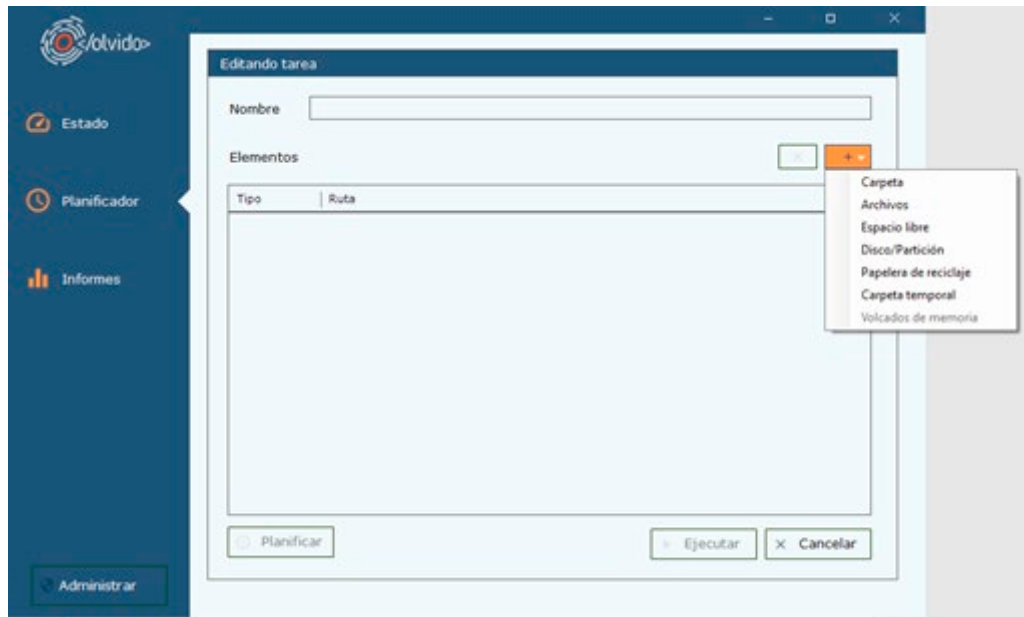 </olvido>
Editando tarea
Nombre
Estado
Elementos
+
Carpeta
Archivos
Espacio libre
Disco/Partición
Papelera de reciclaje
Carpeta temporal
Volcados de memoria
Planificador
Tipo
Ruta
Informes
Planificar
Ejecutar
Cancelar
Administrar